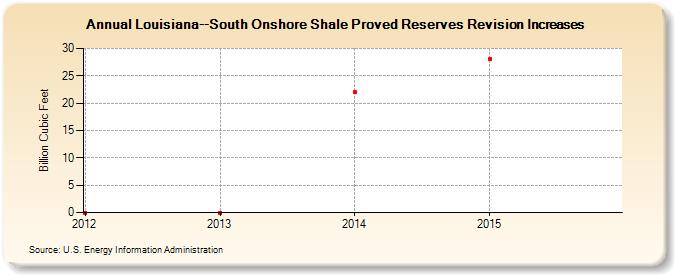 Annual Louisiana--South Onshore Shale Proved Reserves Revision Increases
Billion Cubic Feet
30
25
20
15
10
5
0
2012 2013 2014 2015
Source: U.S. Energy Information Administration